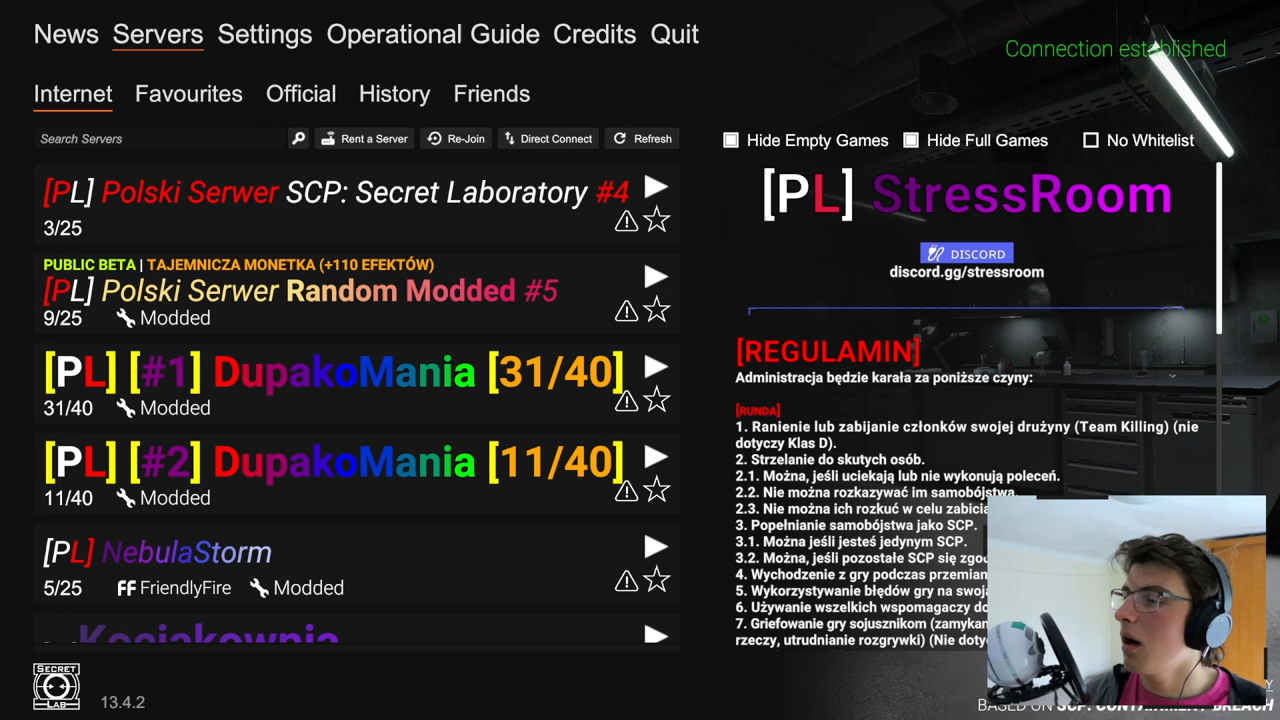 News Servers Settings Operational Guide Credits Quit
Connection established
Internet Favourites Official History Friends
Search Servers Rent a Server Re-Join Direct Connect Refresh
Hide Empty Games Hide Full Games No Whitelist
[PL] Polski Serwer SCP: Secret Laboratory #4
3/25
PUBLIC BETA | TAJEMNICZA MONETKA (+110 EFEKTÓW)
[PL] Polski Serwer Random Modded #5
9/25 Modded
[PL] [#1] DupakoMania [31/40]
31/40 Modded
[PL] [#2] DupakoMania [11/40]
11/40 Modded
[PL] NebulaStorm
5/25 FF FriendlyFire Modded
Kociakownia
SECRET
LAB
13.4.2
[PL] StressRoom
DISCORD
discord.gg/stressroom
[REGULAMIN]
Administracja będzie karała za poniższe czyny:
[RUNDA]
1. Ranienie lub zabijanie członków swojej drużyny (Team Killing) (nie
dotyczy Klas D).
2. Strzelanie do skutych osób.
2.1. Można, jeśli uciekają lub nie wykonują poleceń.
2.2. Nie można rozkazywać im samobójstwa.
2.3. Nie można ich rozkuć w celu zabicia
3. Popełnianie samobójstwa jako SCP.
3.1. Można jeśli jesteś jedynym SCP.
3.2. Można, jeśli pozostałe SCP się
4. Wychodzenie z gry podczas
5. Wykorzystywanie błędów gry na
6. Używanie wszelkich wspomagaczy
7. Griefowanie gry sojusznikom
rzeczy, utrudnianie rozgrywki) (Nie
BASED ON SCP: CONTAINMENT BREACH